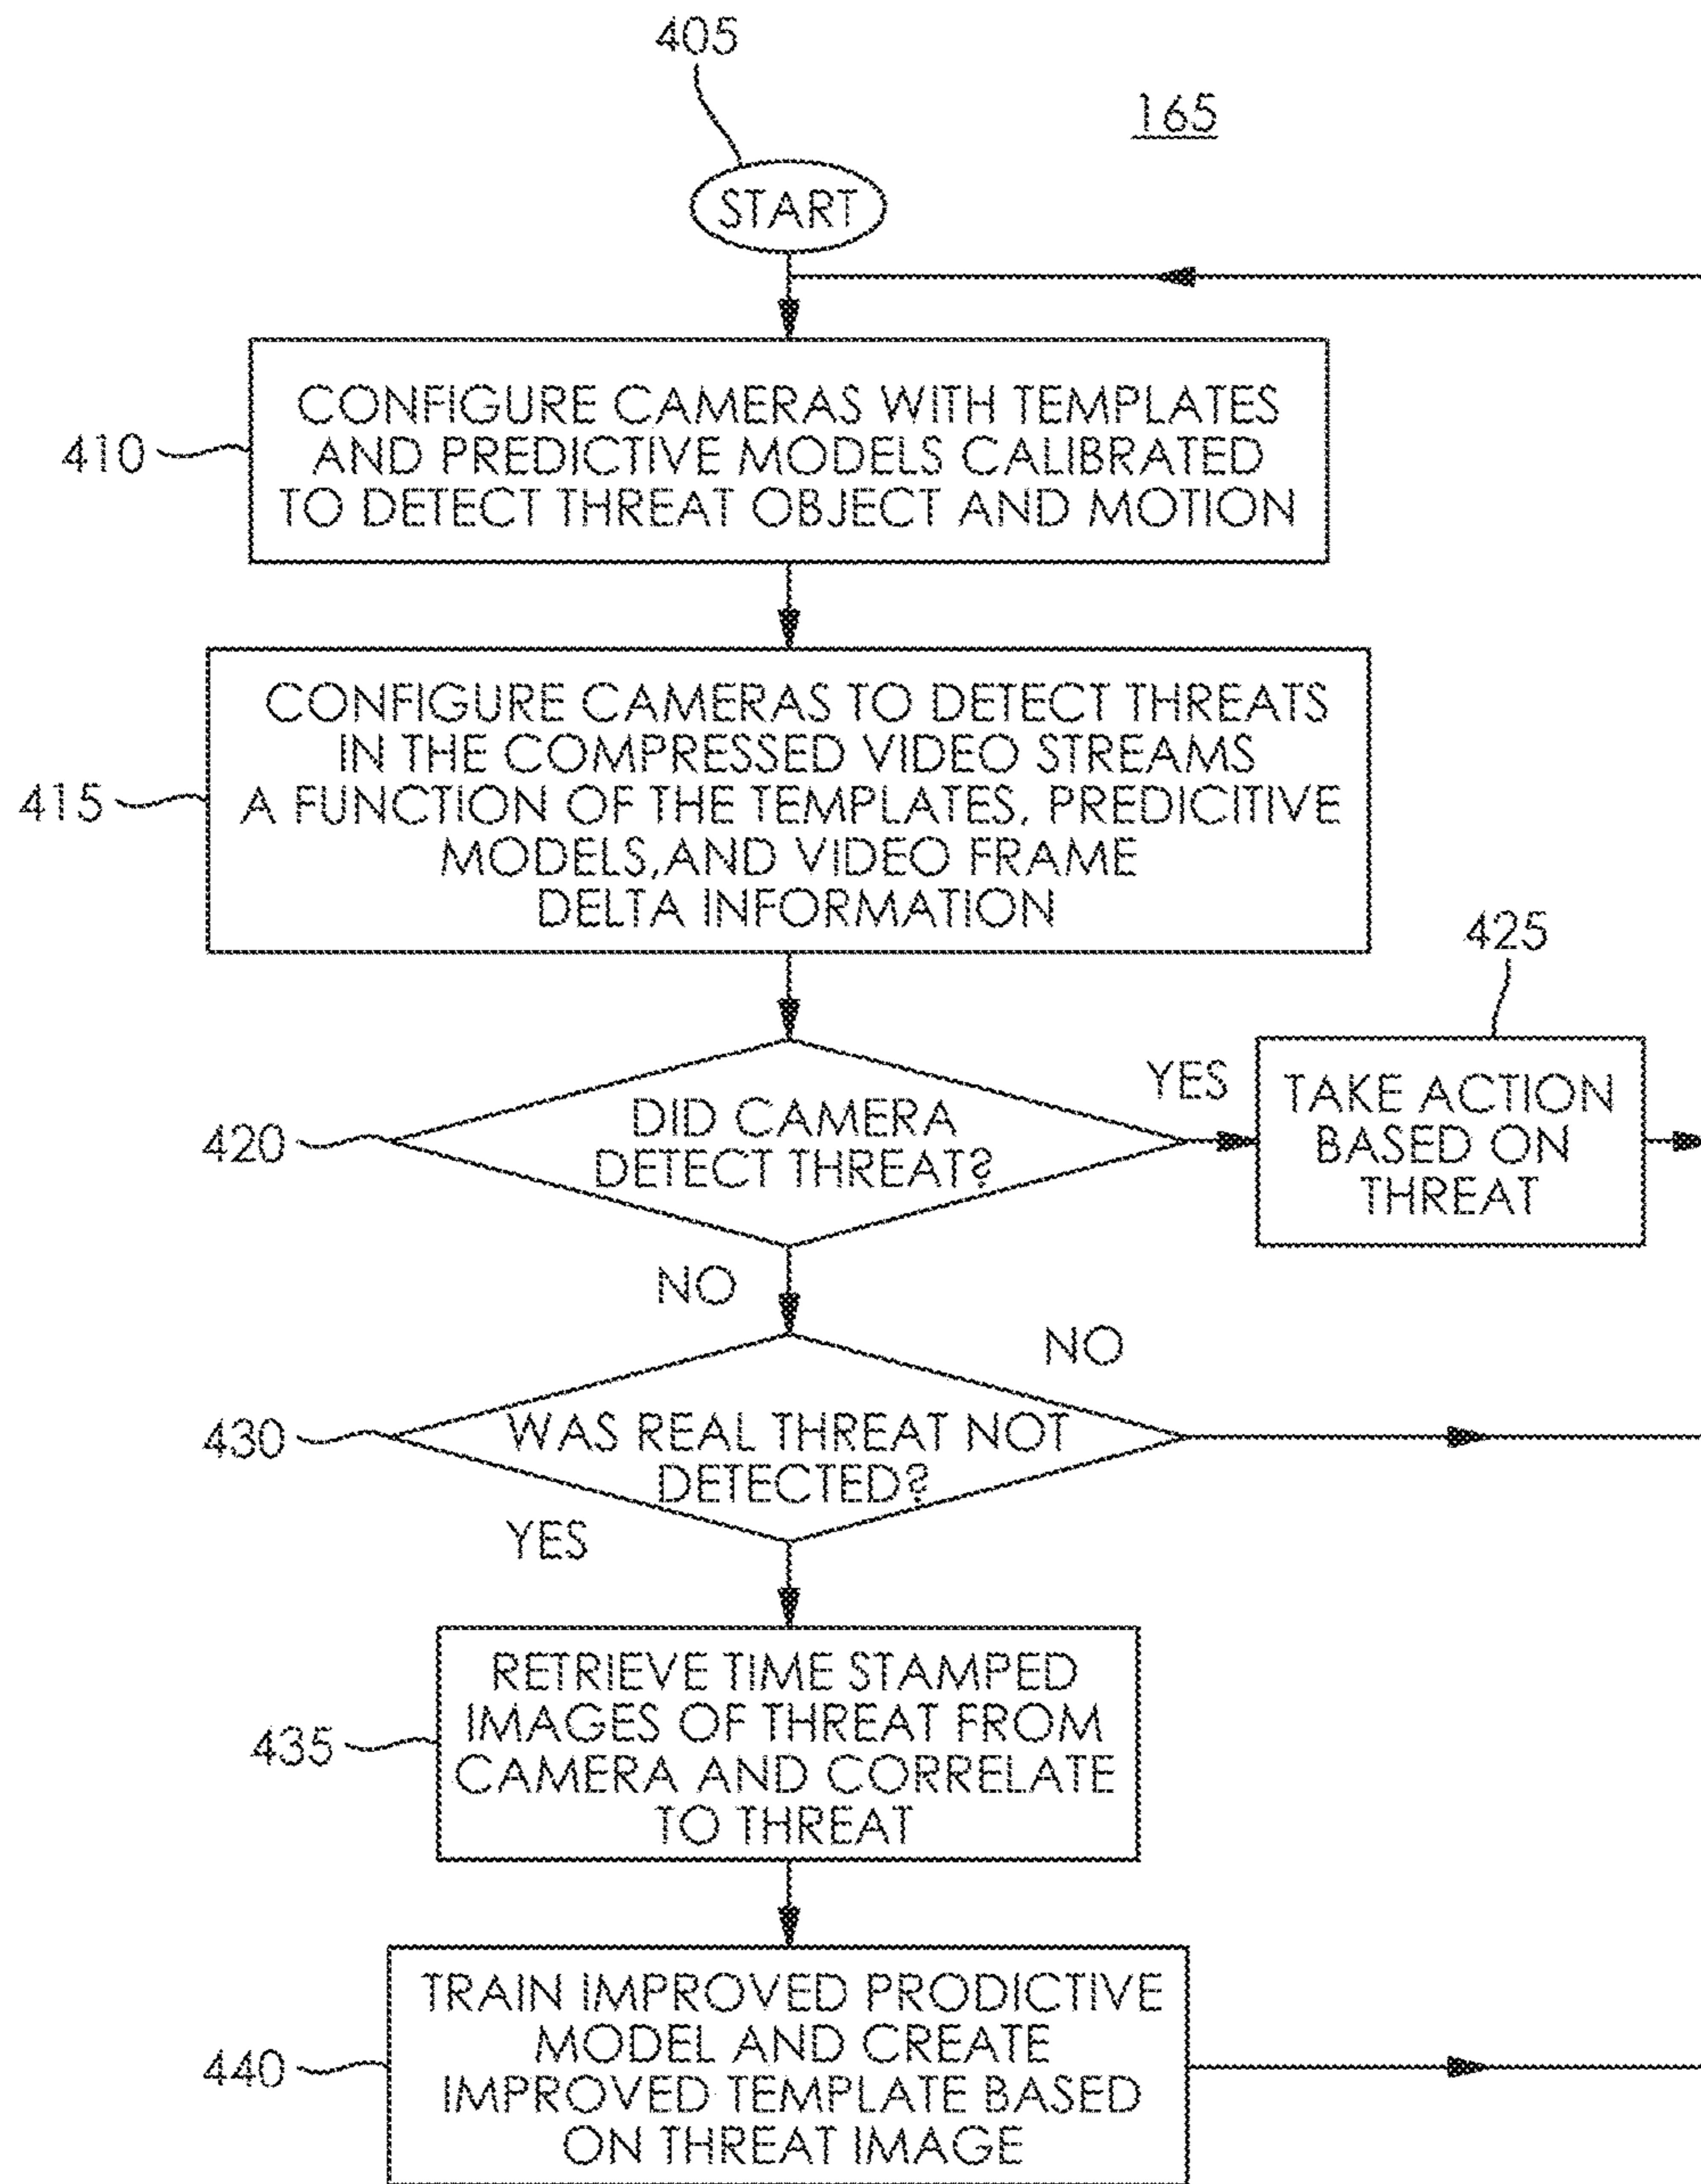 405
165
START
410
CONFIGURE CAMERAS WITH TEMPLATES
AND PREDICTIVE MODELS CALIBRATED
TO DETECT THREAT OBJECT AND MOTION
415
CONFIGURE CAMERAS TO DETECT THREATS
IN THE COMPRESSED VIDEO STREAMS
A FUNCTION OF THE TEMPLATES, PREDICITIVE
MODELS,AND VIDEO FRAME
DELTA INFORMATION
425
420
DID CAMERA
DETECT THREAT?
YES
TAKE ACTION
BASED ON
THREAT
NO
430
WAS REAL THREAT NOT
DETECTED?
NO
YES
435
RETRIEVE TIME STAMPED
IMAGES OF THREAT FROM
CAMERA AND CORRELATE
TO THREAT
440
TRAIN IMPROVED PRODICTIVE
MODEL AND CREATE
IMPROVED TEMPLATE BASED
ON THREAT IMAGE